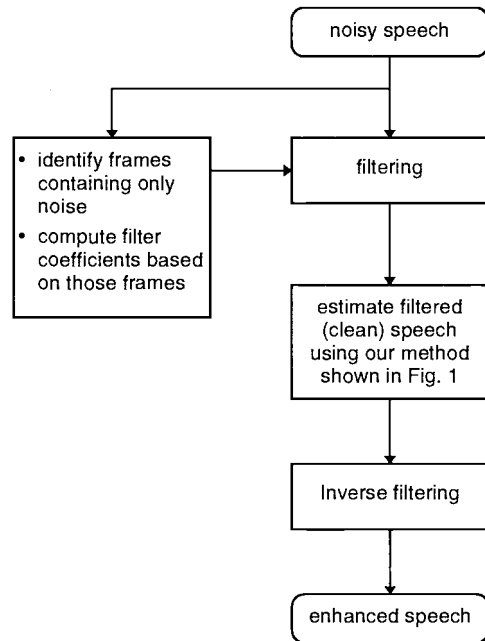 noisy speech
• identify frames
containing only
noise
• compute filter
coefficients based
on those frames
filtering
estimate filtered
(clean) speech
using our method
shown in Fig. 1
Inverse filtering
enhanced speech